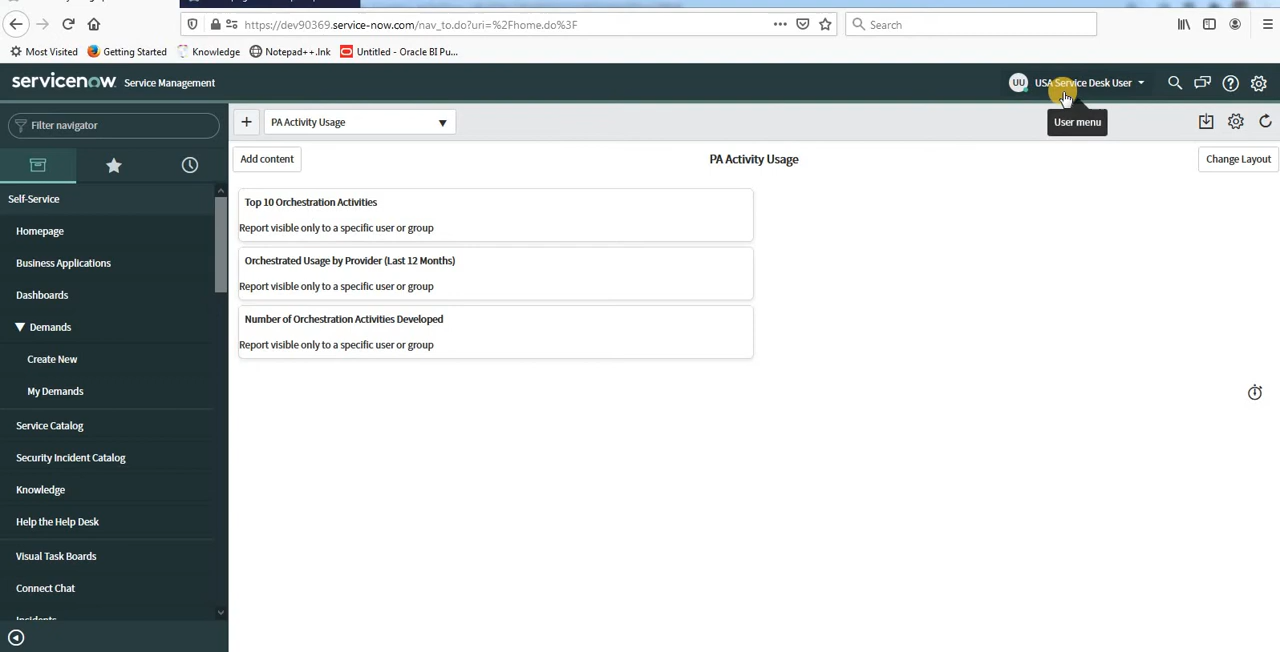 https://dev90369.service-now.com/nav_to.do?uri=%2Fhome.do%3F
Search
Most Visited
Getting Started
Knowledge
Notepad++.lnk
Untitled - Oracle BI Pu...
servicenow
Service Management
UU
USA Service Desk User
User menu
Filter navigator
PA Activity Usage
Add content
PA Activity Usage
Change Layout
Self-Service
Homepage
Business Applications
Dashboards
Demands
Create New
My Demands
Service Catalog
Security Incident Catalog
Knowledge
Help the Help Desk
Visual Task Boards
Connect Chat
Incidents
Top 10 Orchestration Activities
Report visible only to a specific user or group
Orchestrated Usage by Provider (Last 12 Months)
Report visible only to a specific user or group
Number of Orchestration Activities Developed
Report visible only to a specific user or group